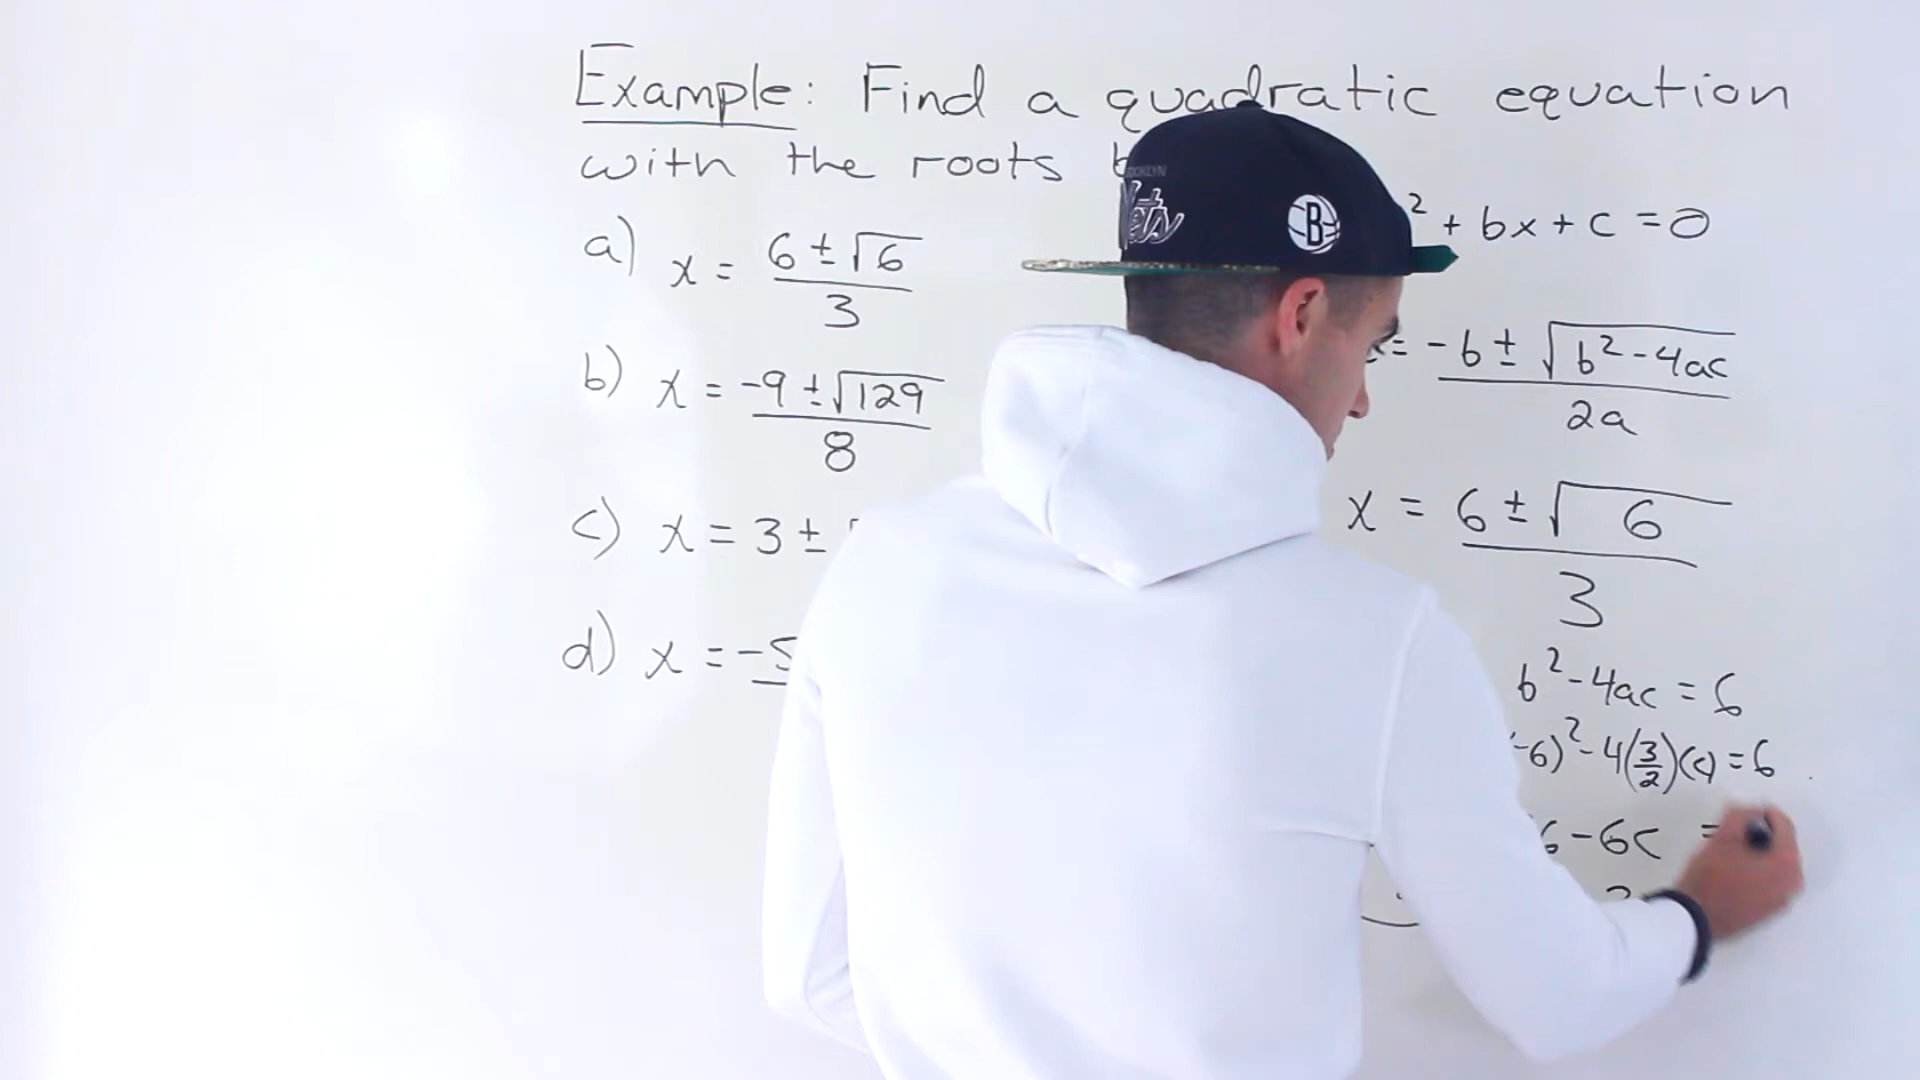 Example: Find a quadratic equation
with the roots
a) x = 6 ± √6 / 3
b) x = -9 ± √129 / 8
c) x = 3 ±
d) x = -5
² + bx + c = 0
= -b ± √b² - 4ac / 2a
x = 6 ± √6 / 3
b² - 4ac = 6
-6)² - 4(3/2)(c) = 6
6 - 6c =
Nets
B